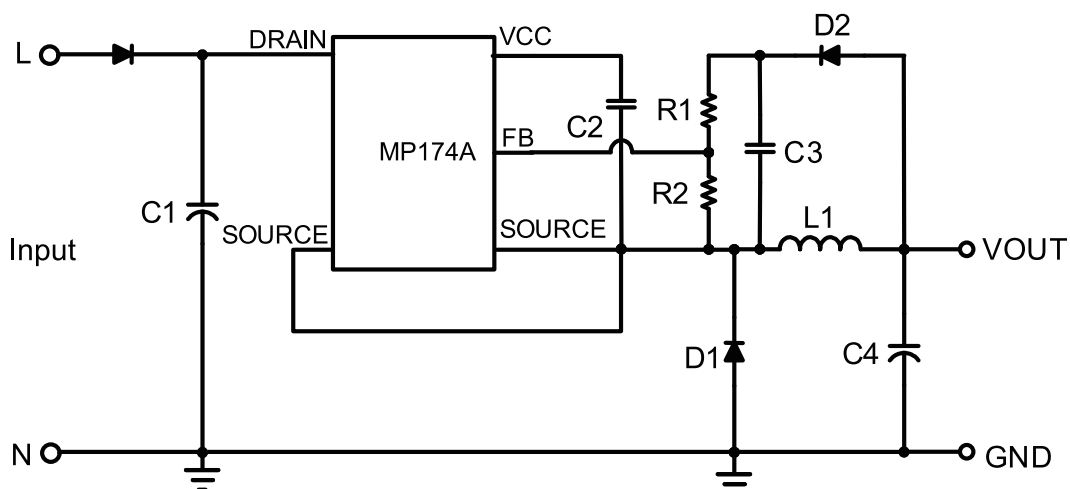 L
DRAIN
VCC
D2
R1
C2
FB
MP174A
C3
R2
C1
L1
SOURCE
SOURCE
Input
VOUT
D1
C4
N
GND